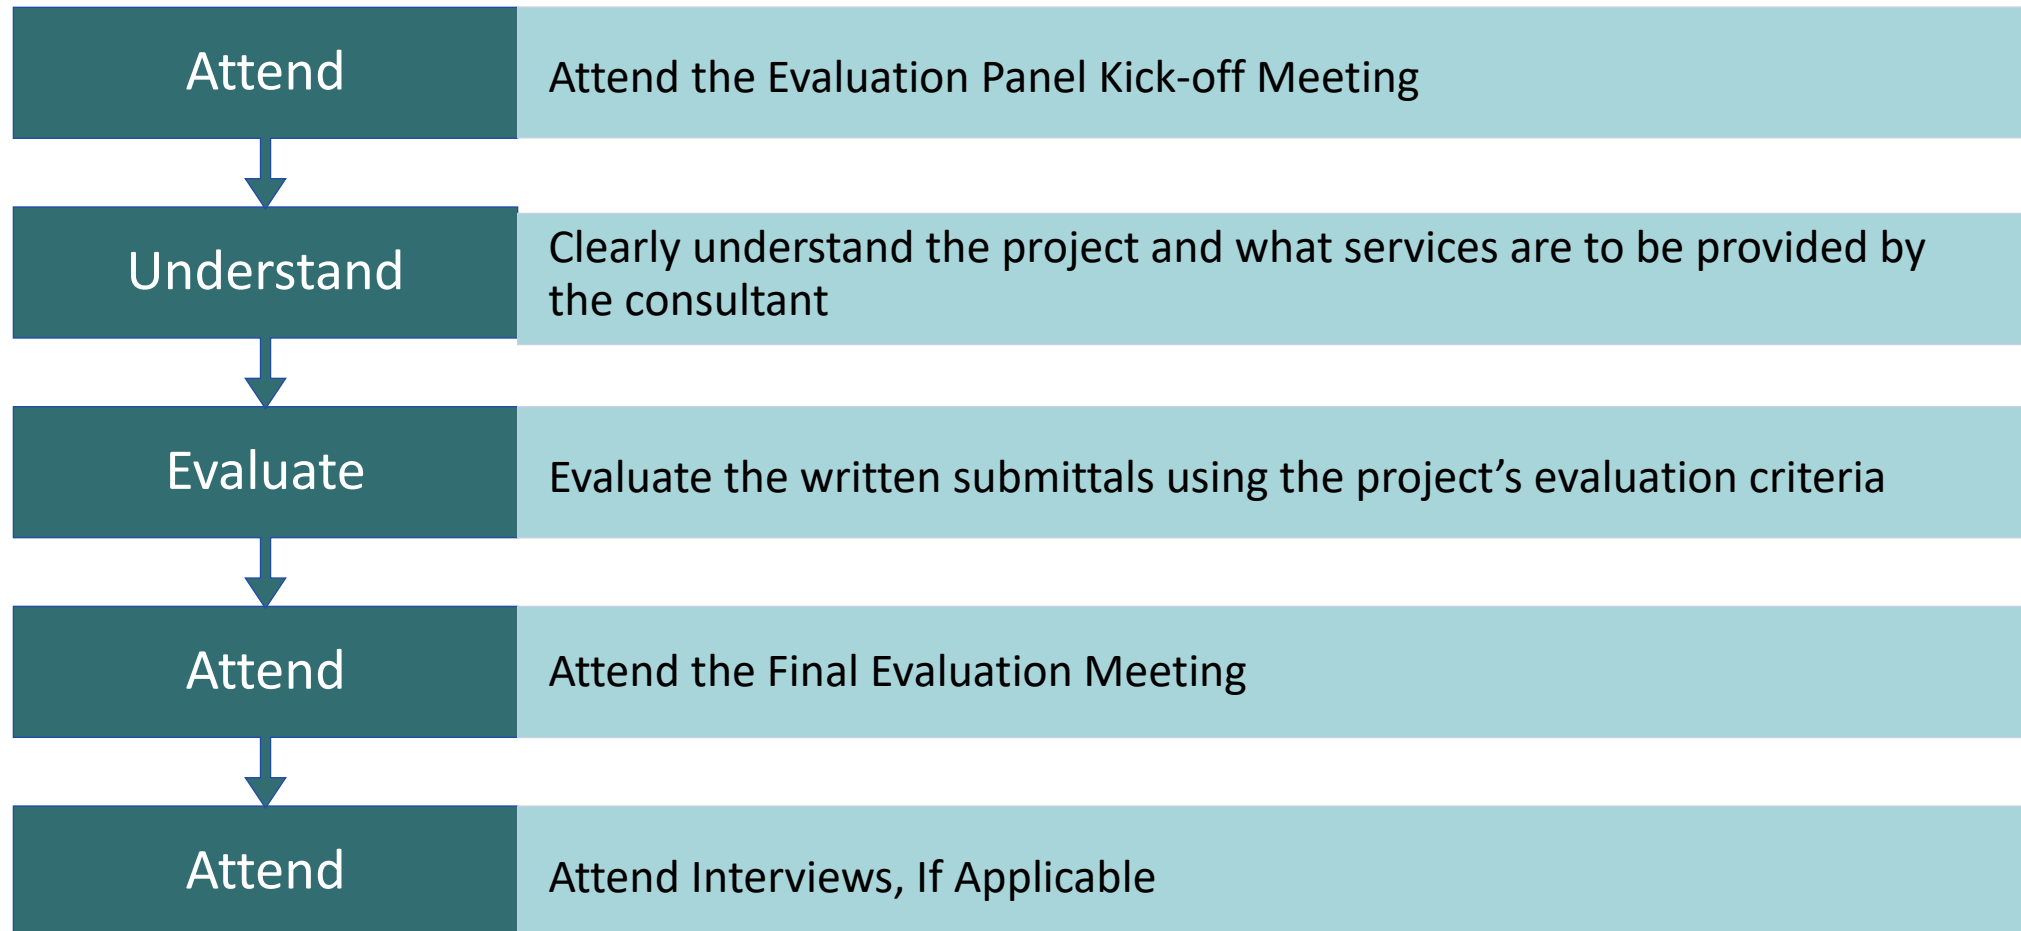 Attend
Attend the Evaluation Panel Kick-off Meeting
Understand
Clearly understand the project and what services are to be provided by
the consultant
Evaluate
Evaluate the written submittals using the project’s evaluation criteria
Attend
Attend the Final Evaluation Meeting
Attend
Attend Interviews, If Applicable